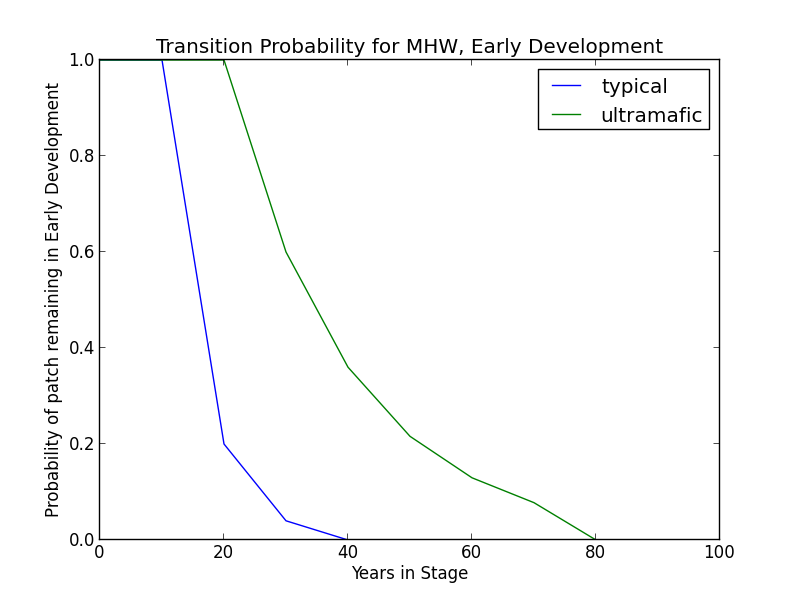 Transition Probability for MHW, Early Development
1.0
0.8
0.6
0.4
0.2
0.0
Probability of patch remaining in Early Development
typical
ultramafic
0 20 40 60 80 100
Years in Stage